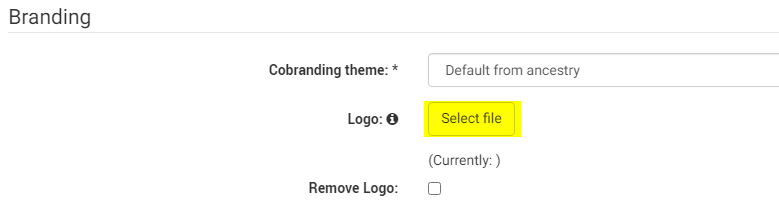 Branding
Cobranding theme: * Default from ancestry
Logo: Select file
(Currently: )
Remove Logo: